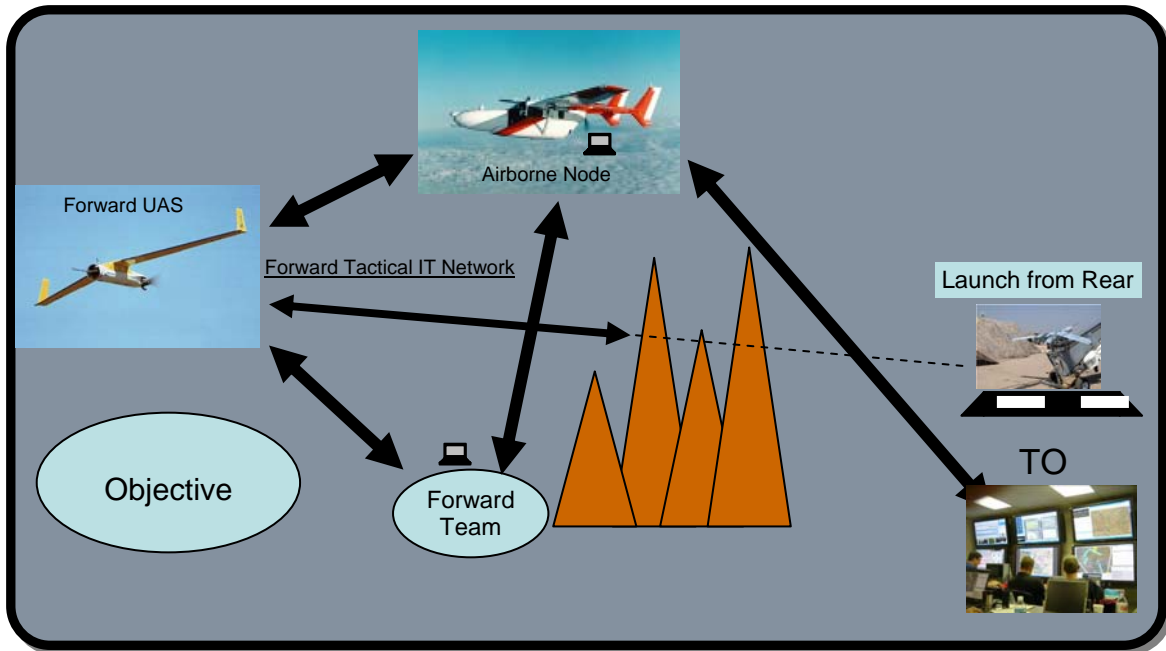 Airborne Node
Forward UAS
Forward Tactical IT Network
Launch from Rear
TO
Objective
Forward
Team